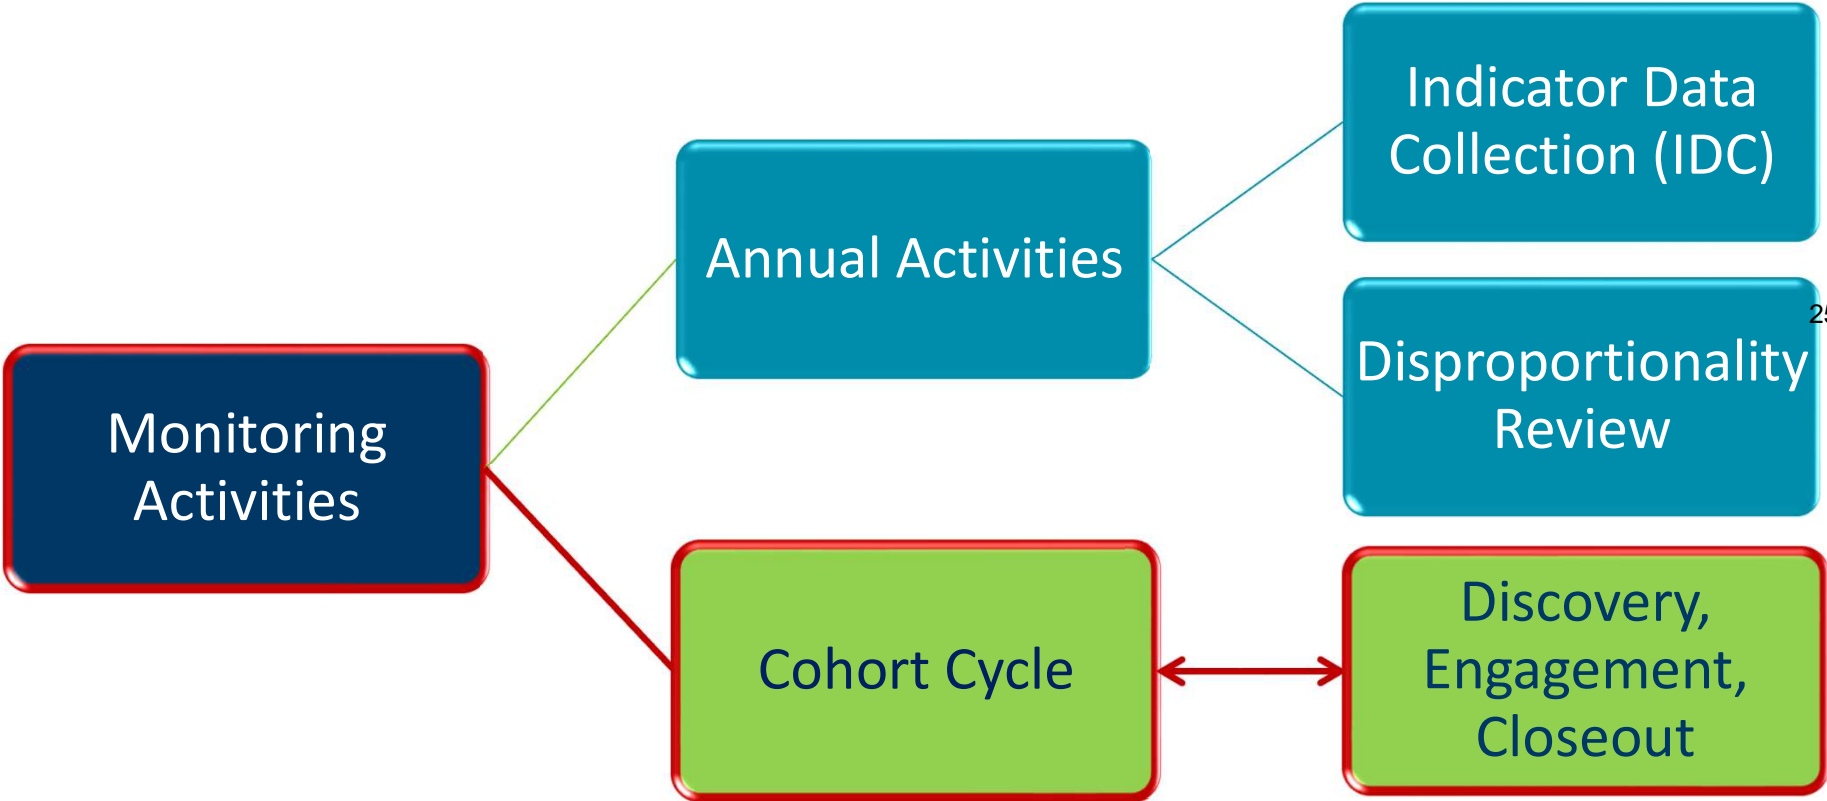 Indicator Data
Collection (IDC)
Annual Activities
Disproportionality
Review
Monitoring
Activities
Cohort Cycle
Discovery,
Engagement,
Closeout